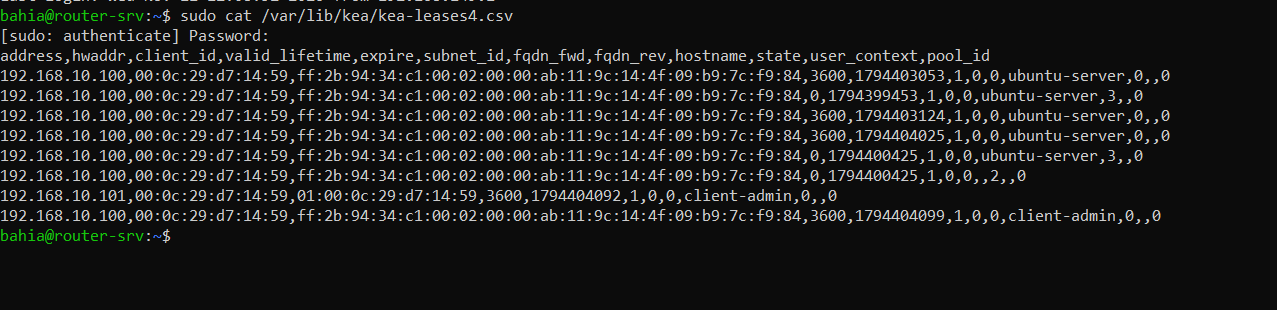 bahia@router-srv:~$ sudo cat /var/lib/kea/kea-leases4.csv
[sudo: authenticate] Password:
address,hwaddr,client_id,valid_lifetime,expire,subnet_id,fqdn_fwd,fqdn_rev,hostname,state,user_context,pool_id
192.168.10.100,00:0c:29:d7:14:59,ff:2b:94:34:c1:00:02:00:00:ab:11:9c:14:4f:09:b9:7c:f9:84,3600,1794403053,1,0,0,ubuntu-server,0,,0
192.168.10.100,00:0c:29:d7:14:59,ff:2b:94:34:c1:00:02:00:00:ab:11:9c:14:4f:09:b9:7c:f9:84,0,1794399453,1,0,0,ubuntu-server,3,,0
192.168.10.100,00:0c:29:d7:14:59,ff:2b:94:34:c1:00:02:00:00:ab:11:9c:14:4f:09:b9:7c:f9:84,3600,1794403124,1,0,0,ubuntu-server,0,,0
192.168.10.100,00:0c:29:d7:14:59,ff:2b:94:34:c1:00:02:00:00:ab:11:9c:14:4f:09:b9:7c:f9:84,3600,1794404025,1,0,0,ubuntu-server,0,,0
192.168.10.100,00:0c:29:d7:14:59,ff:2b:94:34:c1:00:02:00:00:ab:11:9c:14:4f:09:b9:7c:f9:84,0,1794400425,1,0,0,ubuntu-server,3,,0
192.168.10.100,00:0c:29:d7:14:59,ff:2b:94:34:c1:00:02:00:00:ab:11:9c:14:4f:09:b9:7c:f9:84,0,1794400425,1,0,0,,2,,0
192.168.10.101,00:0c:29:d7:14:59,01:00:0c:29:d7:14:59,3600,1794404092,1,0,0,client-admin,0,,0
192.168.10.100,00:0c:29:d7:14:59,ff:2b:94:34:c1:00:02:00:00:ab:11:9c:14:4f:09:b9:7c:f9:84,3600,1794404099,1,0,0,client-admin,0,,0
bahia@router-srv:~$